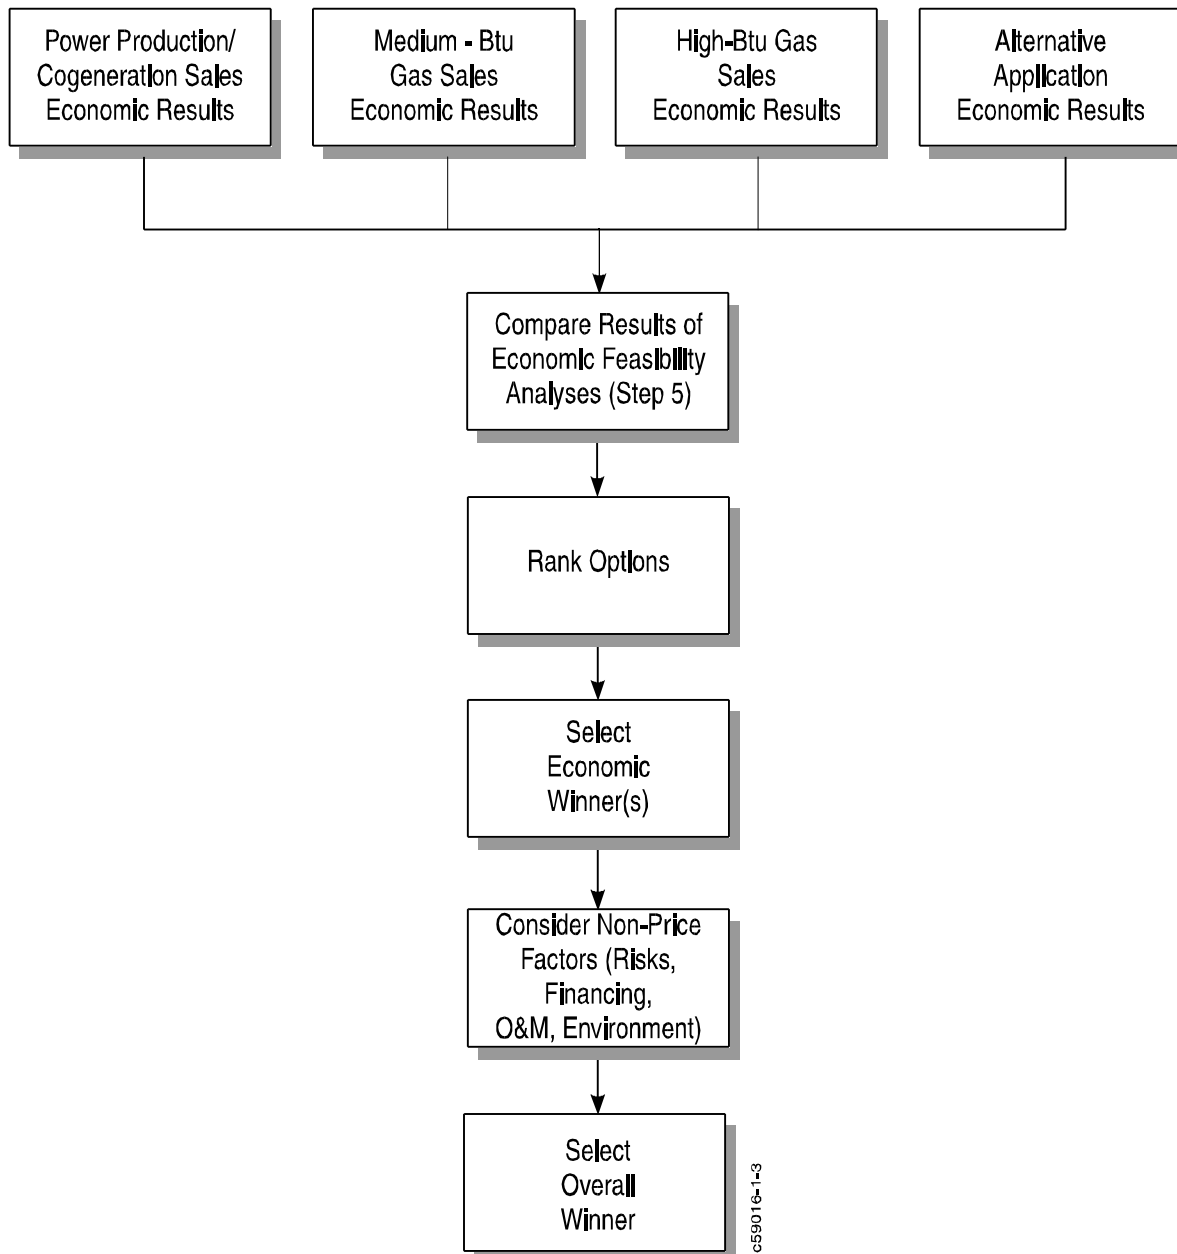 Power Production/
Cogeneration Sales
Economic Results
Medium - Btu
Gas Sales
Economic Results
High-Btu Gas
Sales
Economic Results
Alternative
Application
Economic Results
Compare Results of
Economic Feasibility
Analyses (Step 5)
Rank Options
Select
Economic
Winner(s)
Consider Non-Price
Factors (Risks,
Financing,
O&M, Environment)
Select
Overall
Winner
c59016-1-3